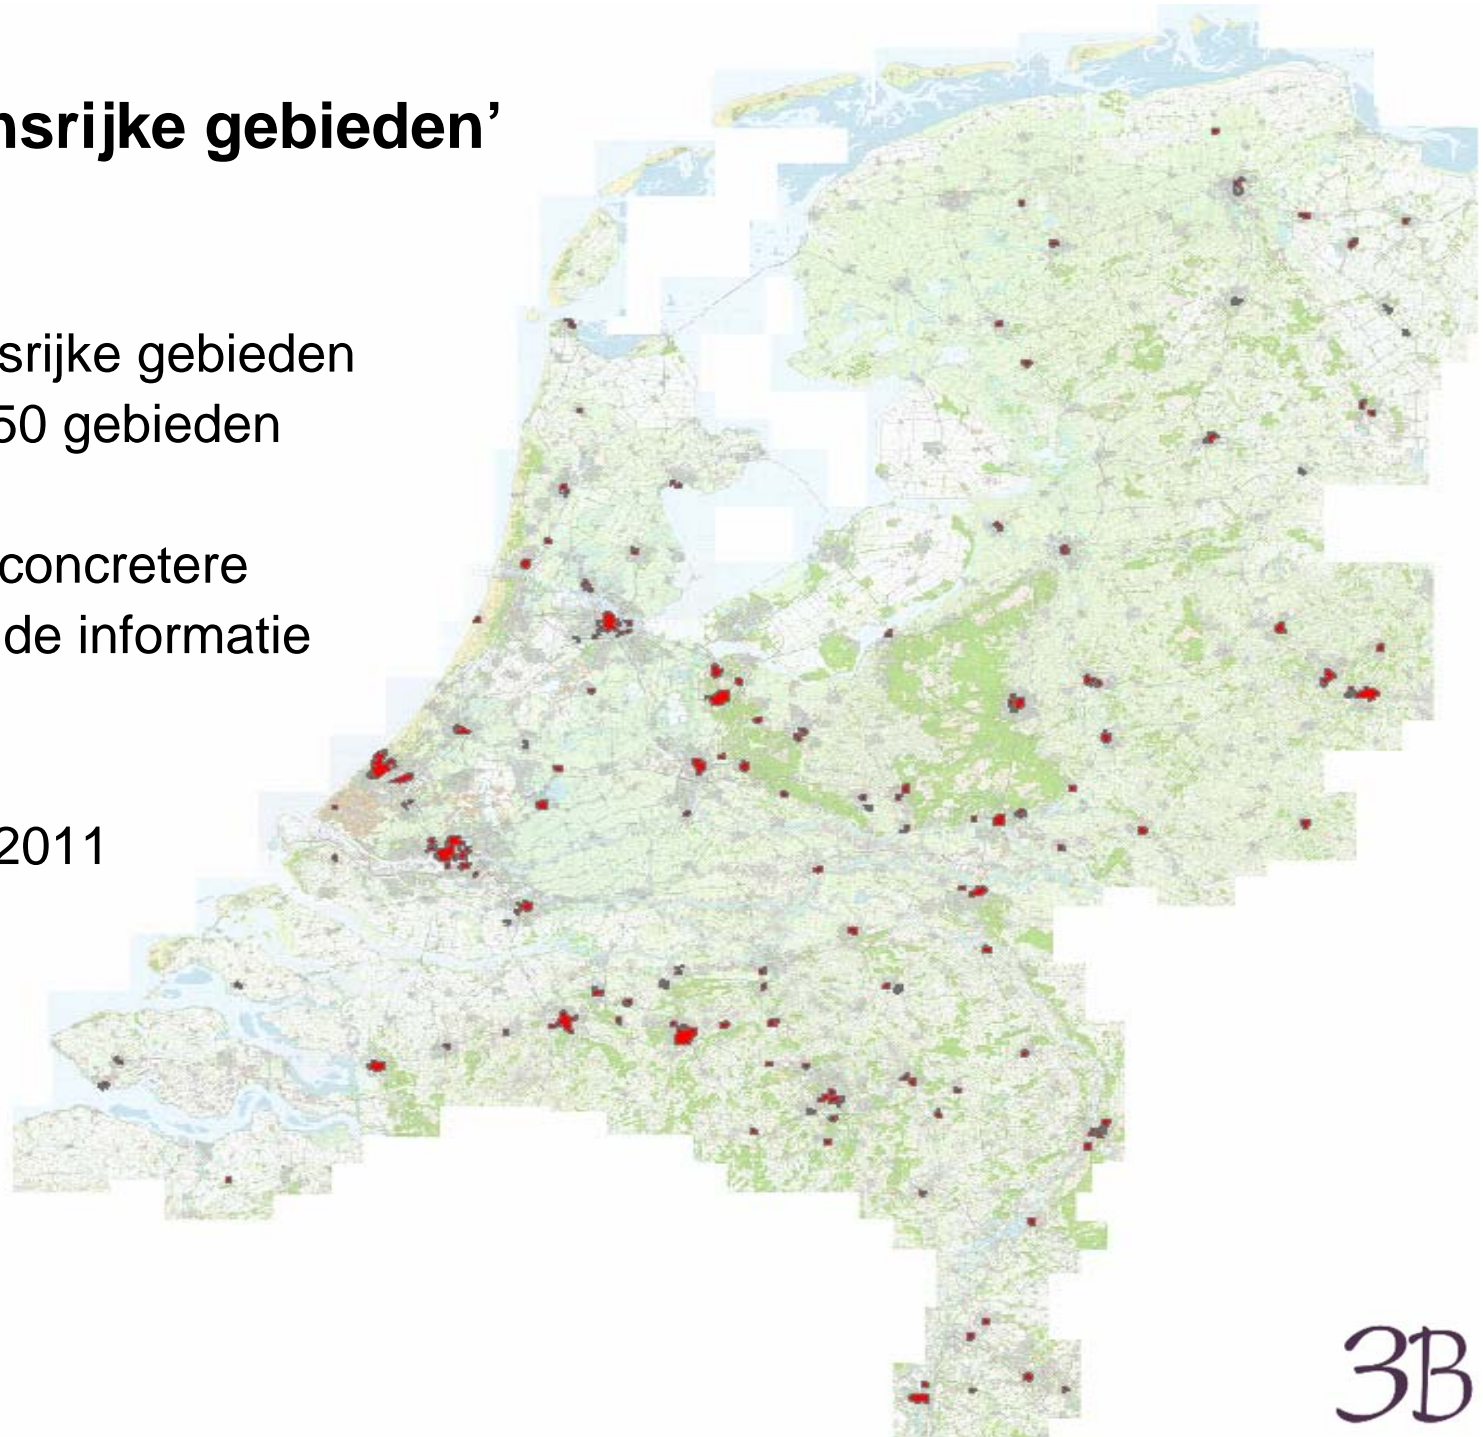 nsrijke gebieden’
srijke gebieden
50 gebieden
concretere
de informatie
2011
3B